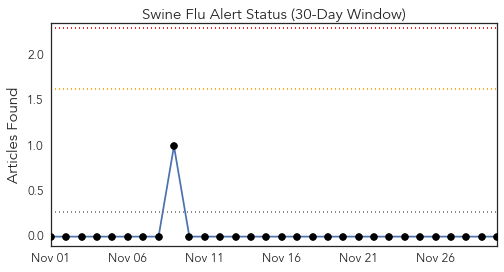 Swine Flu Alert Status (30-Day Window)
Articles Found
2.0
1.5
1.0
0.5
0.0
Nov 01 Nov 06 Nov 11 Nov 16 Nov 21 Nov 26